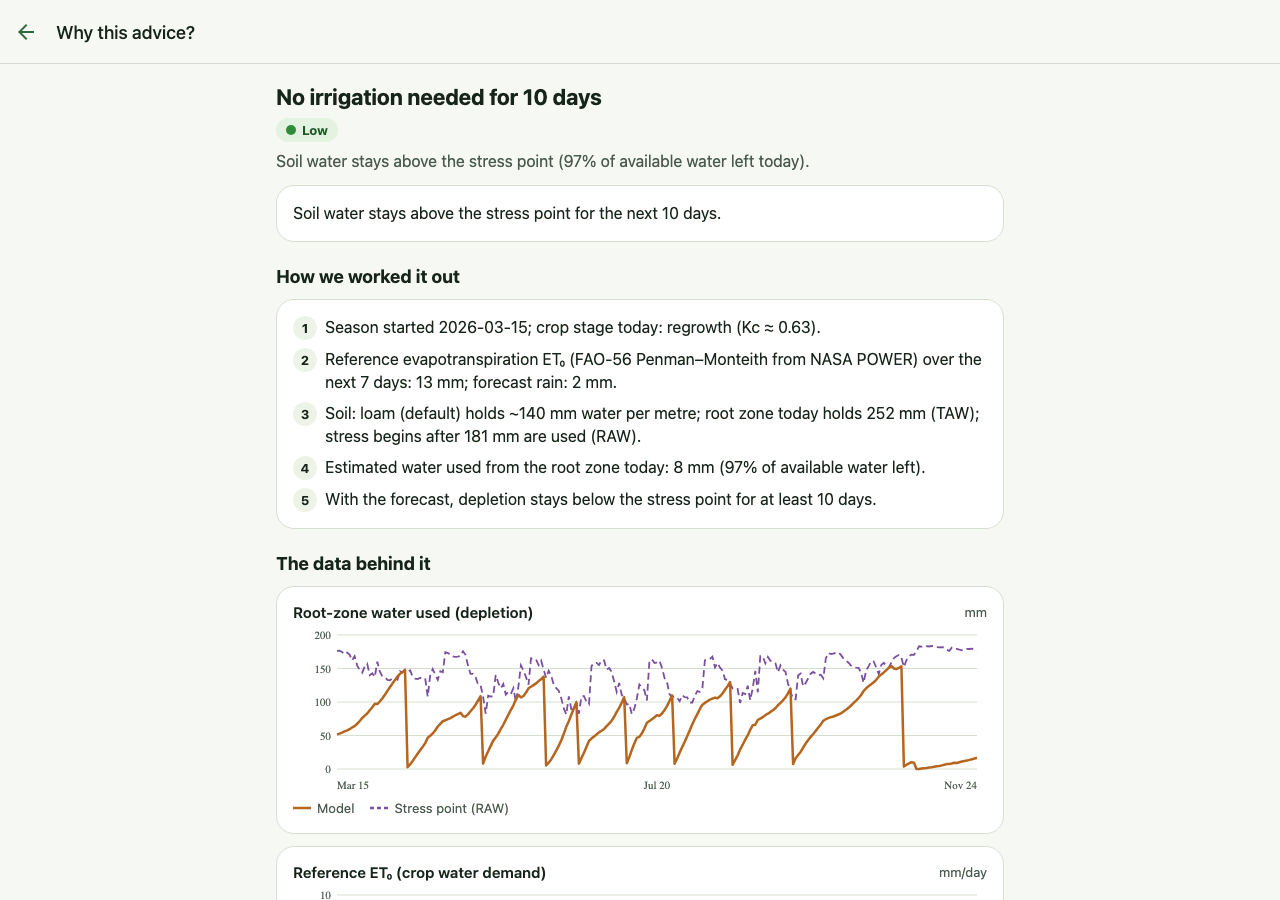 Why this advice?
No irrigation needed for 10 days
Low
Soil water stays above the stress point (97% of available water left today).
Soil water stays above the stress point for the next 10 days.
How we worked it out
1 Season started 2026-03-15; crop stage today: regrowth (Kc ≈ 0.63).
2 Reference evapotranspiration ET₀ (FAO-56 Penman–Monteith from NASA POWER) over the
next 7 days: 13 mm; forecast rain: 2 mm.
3 Soil: loam (default) holds ~140 mm water per metre; root zone today holds 252 mm (TAW);
stress begins after 181 mm are used (RAW).
4 Estimated water used from the root zone today: 8 mm (97% of available water left).
5 With the forecast, depletion stays below the stress point for at least 10 days.
The data behind it
Root-zone water used (depletion) mm
200
150
100
50
0
Mar 15 Jul 20 Nov 24
Model Stress point (RAW)
Reference ET₀ (crop water demand) mm/day
10